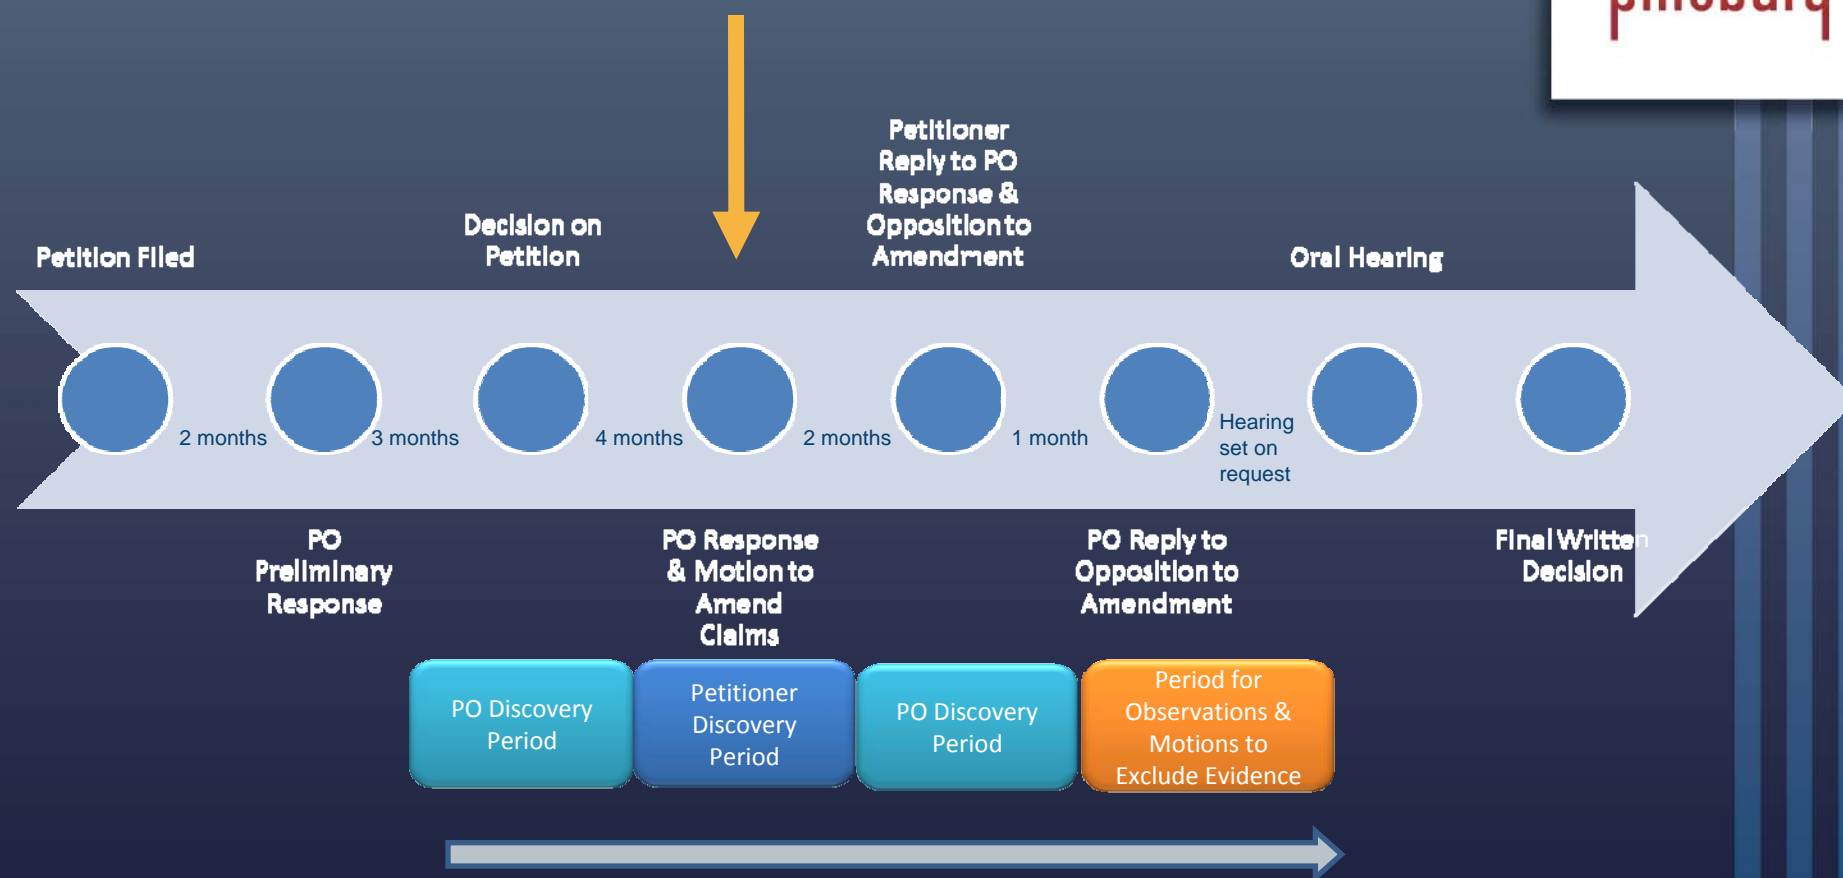 Petitioner
Reply to PO
Response &
Opposition to
Amendment
Decision on
Petition
Petition Filed
Oral Hearing
2 months
3 months
4 months
2 months
1 month
Hearing
set on
request
PO
Preliminary
Response
PO Response
& Motion to
Amend
Claims
PO Reply to
Opposition to
Amendment
Final Written
Decision
PO Discovery
Period
Petitioner
Discovery
Period
PO Discovery
Period
Period for
Observations &
Motions to
Exclude Evidence